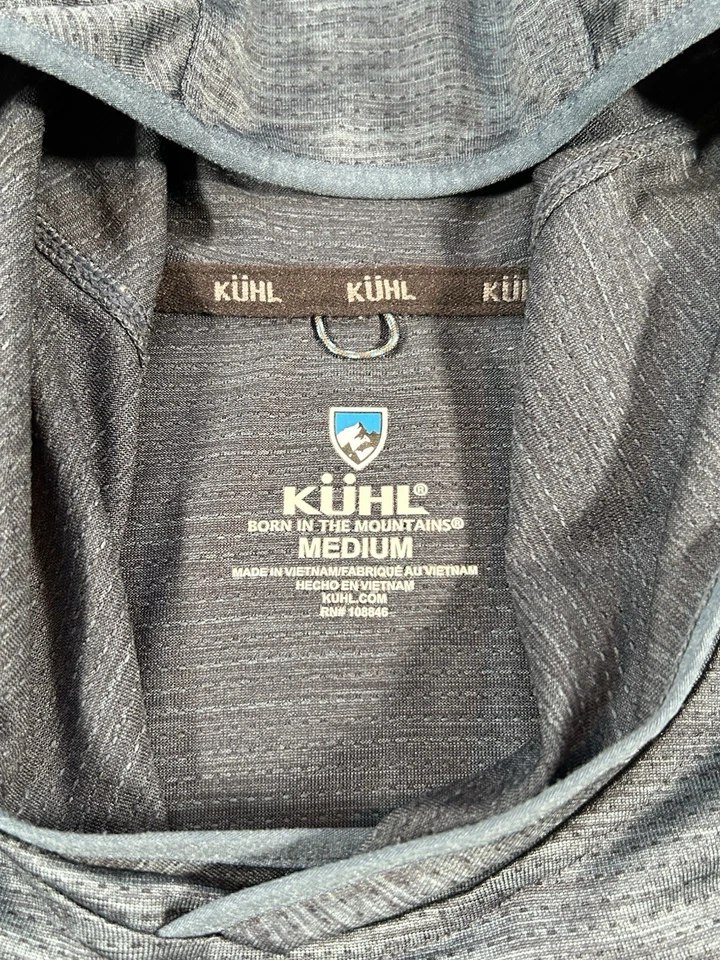 KÜHL KÜHL KÜ
KÜHL®
BORN IN THE MOUNTAINS®
MEDIUM
MADE IN VIETNAM/FABRIQUÉ AU VIETNAM
HECHO EN VIETNAM
KUHL.COM
RN# 108846